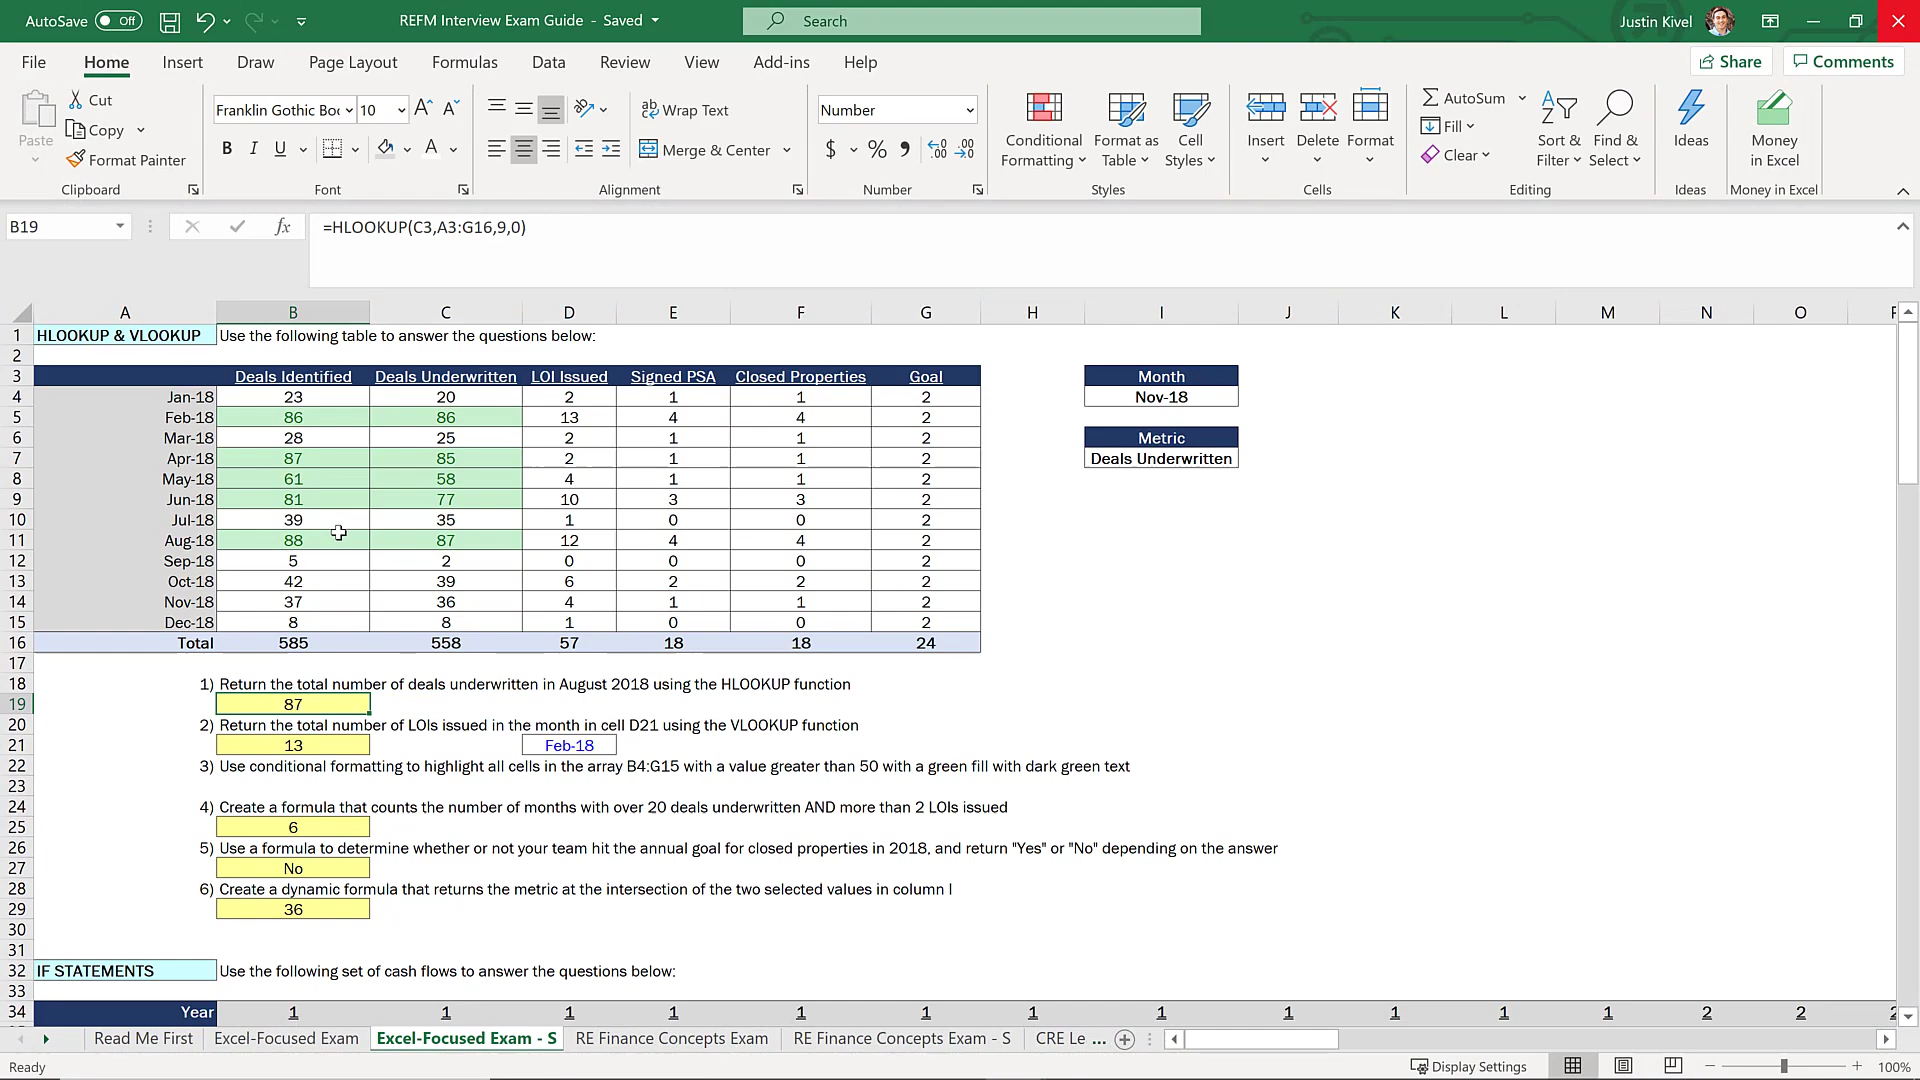 AutoSave Off REFM Interview Exam Guide - Saved Search Justin Kivel
File Home Insert Draw Page Layout Formulas Data Review View Add-ins Help Share Comments
Paste Cut Copy Format Painter Clipboard
Franklin Gothic Boo 10 B I U A Font
ab Wrap Text Merge & Center Alignment
Number $ % 9 Number
Conditional Formatting Format as Table Cell Styles Styles
Insert Delete Format Cells
AutoSum Fill Clear Sort & Filter Find & Select Editing
Ideas Ideas
Money in Excel Money in Excel
B19 fx =HLOOKUP(C3,A3:G16,9,0)
A B C D E F G H I J K L M N O
1 HLOOKUP & VLOOKUP Use the following table to answer the questions below:
2
3 Deals Identified Deals Underwritten LOI Issued Signed PSA Closed Properties Goal Month
4 Jan-18 23 20 2 1 1 2 Nov-18
5 Feb-18 86 86 13 4 4 2
6 Mar-18 28 25 2 1 1 2 Metric
7 Apr-18 87 85 2 1 1 2 Deals Underwritten
8 May-18 61 58 4 1 1 2
9 Jun-18 81 77 10 3 3 2
10 Jul-18 39 35 1 0 0 2
11 Aug-18 88 87 12 4 4 2
12 Sep-18 5 2 0 0 0 2
13 Oct-18 42 39 6 2 2 2
14 Nov-18 37 36 4 1 1 2
15 Dec-18 8 8 1 0 0 2
16 Total 585 558 57 18 18 24
17
18 1) Return the total number of deals underwritten in August 2018 using the HLOOKUP function
19 87
20 2) Return the total number of LOIs issued in the month in cell D21 using the VLOOKUP function
21 13 Feb-18
22 3) Use conditional formatting to highlight all cells in the array B4:G15 with a value greater than 50 with a green fill with dark green text
23
24 4) Create a formula that counts the number of months with over 20 deals underwritten AND more than 2 LOIs issued
25 6
26 5) Use a formula to determine whether or not your team hit the annual goal for closed properties in 2018, and return "Yes" or "No" depending on the answer
27 No
28 6) Create a dynamic formula that returns the metric at the intersection of the two selected values in column I
29 36
30
31
32 IF STATEMENTS Use the following set of cash flows to answer the questions below:
33
34 Year 1 1 1 1 1 1 1 1 1 1 1 1 2 2 2
Read Me First Excel-Focused Exam Excel-Focused Exam - S RE Finance Concepts Exam RE Finance Concepts Exam - S CRE Le ...
Ready Display Settings 100%